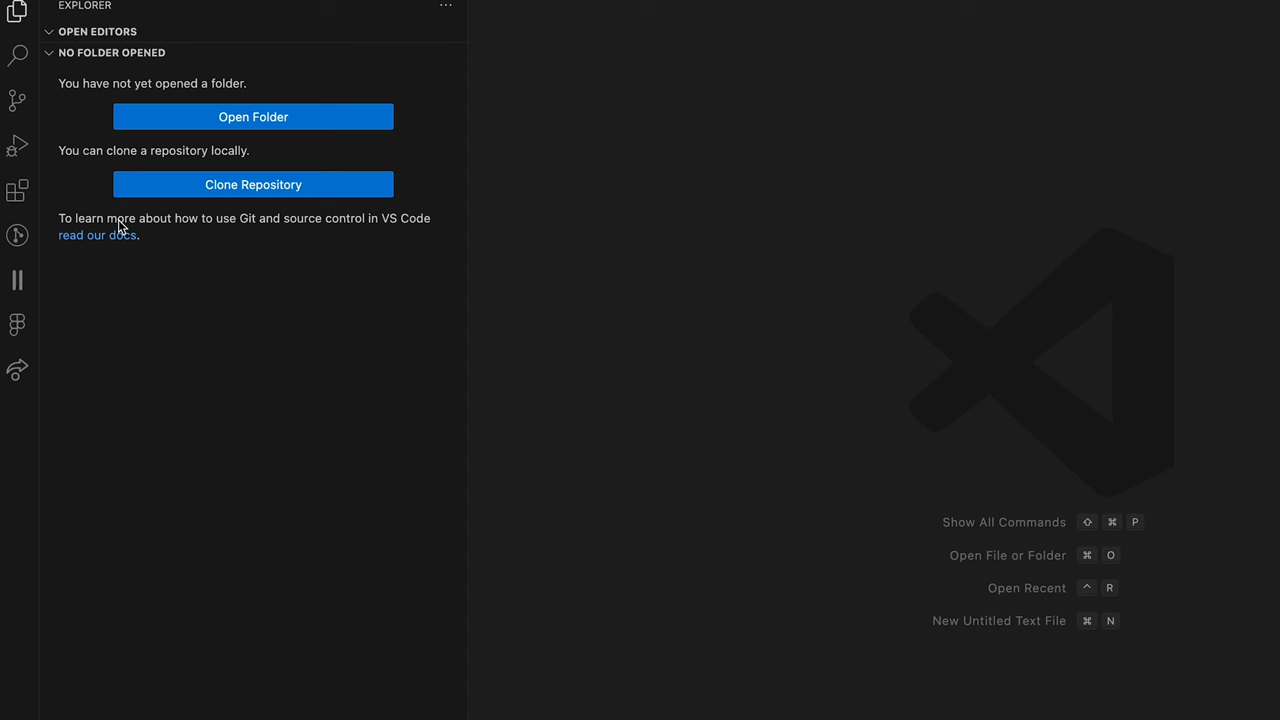 EXPLORER
OPEN EDITORS
NO FOLDER OPENED
You have not yet opened a folder.
Open Folder
You can clone a repository locally.
Clone Repository
To learn more about how to use Git and source control in VS Code
read our docs.
Show All Commands ⇧ ⌘ P
Open File or Folder ⌘ O
Open Recent ^ R
New Untitled Text File ⌘ N